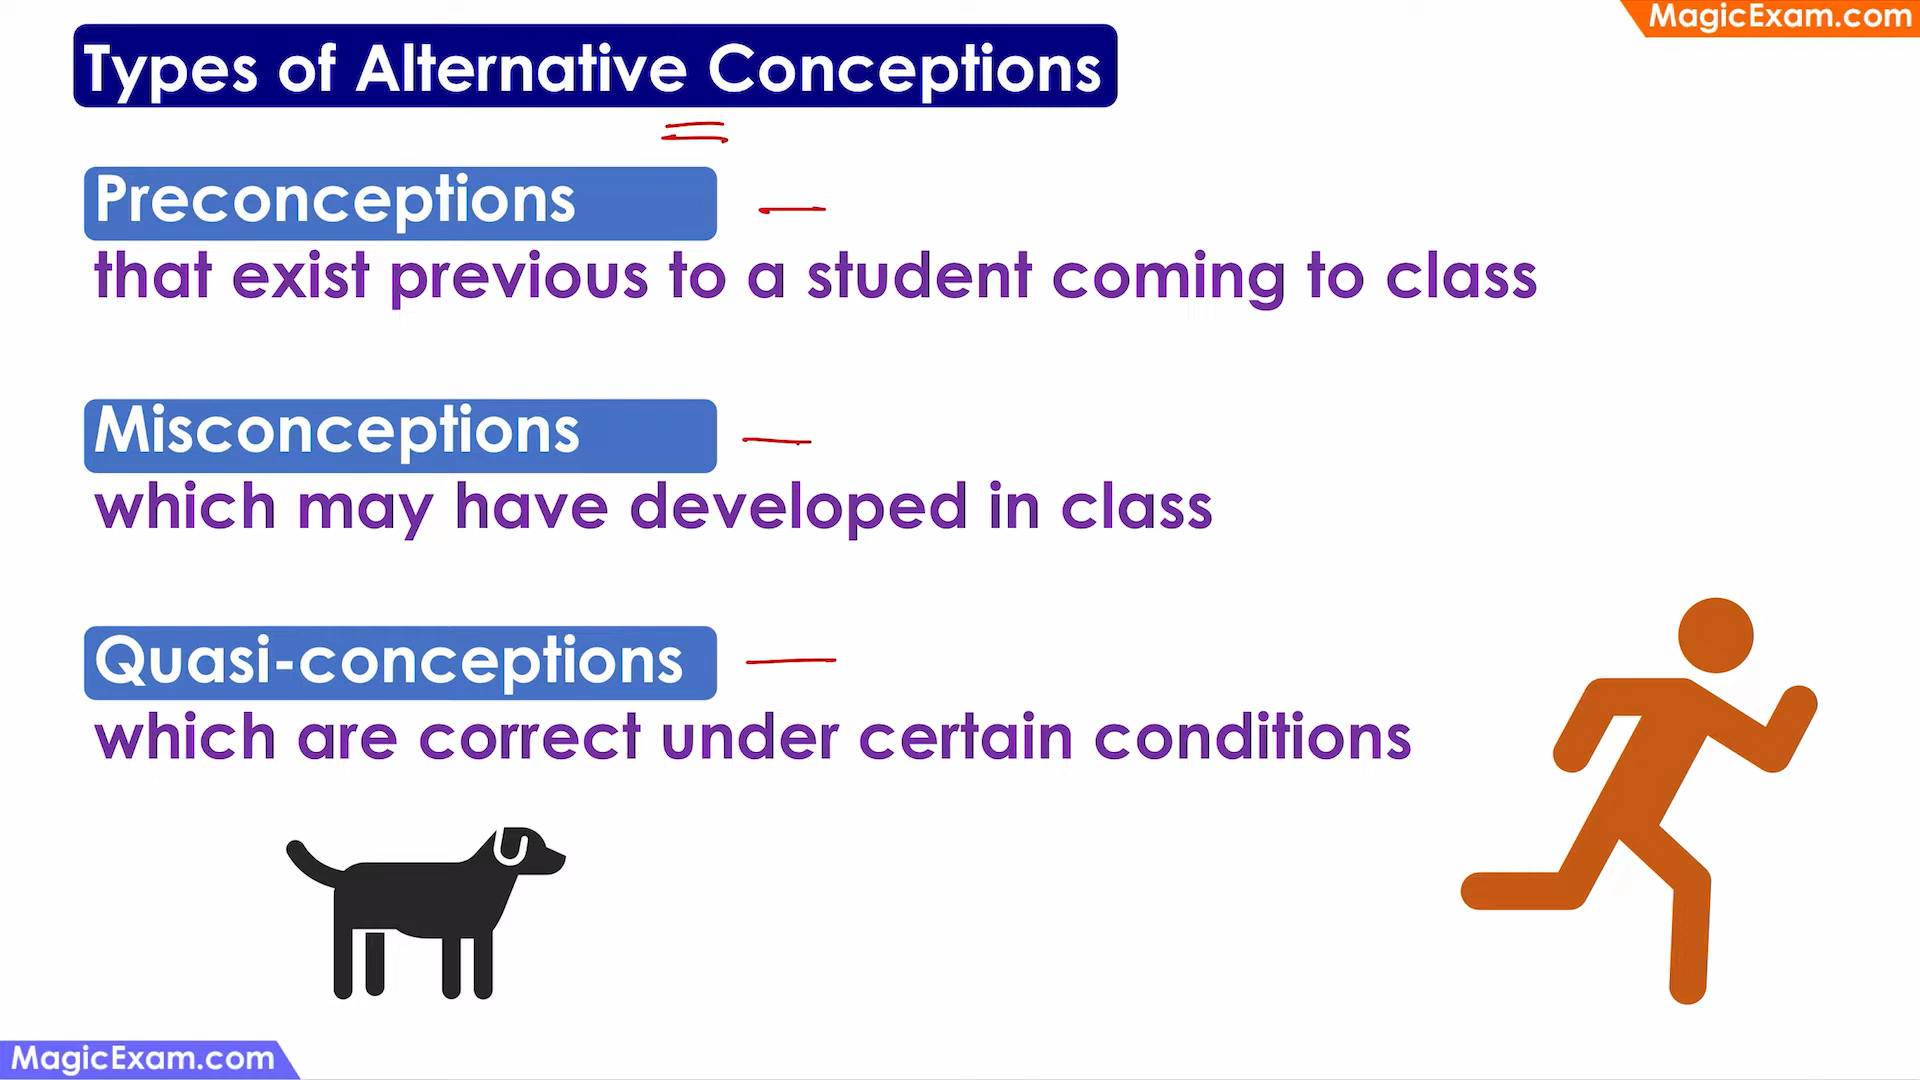 MagicExam.com
Types of Alternative Conceptions
Preconceptions
that exist previous to a student coming to class
Misconceptions
which may have developed in class
Quasi-conceptions
which are correct under certain conditions
MagicExam.com